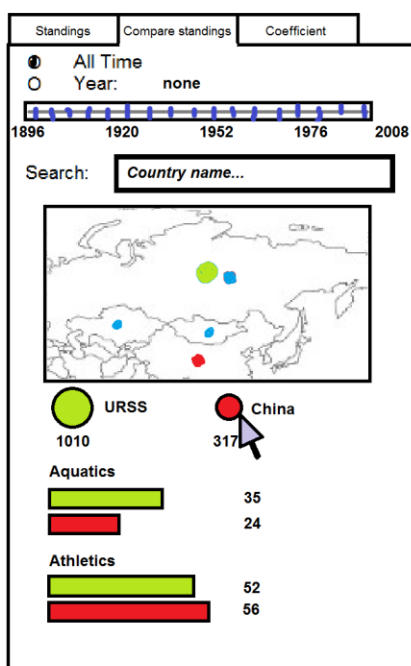 Standings Compare standings Coefficient
All Time
Year: none
1896 1920 1952 1976 2008
Search: Country name...
URSS China
1010 317
Aquatics
35
24
Athletics
52
56